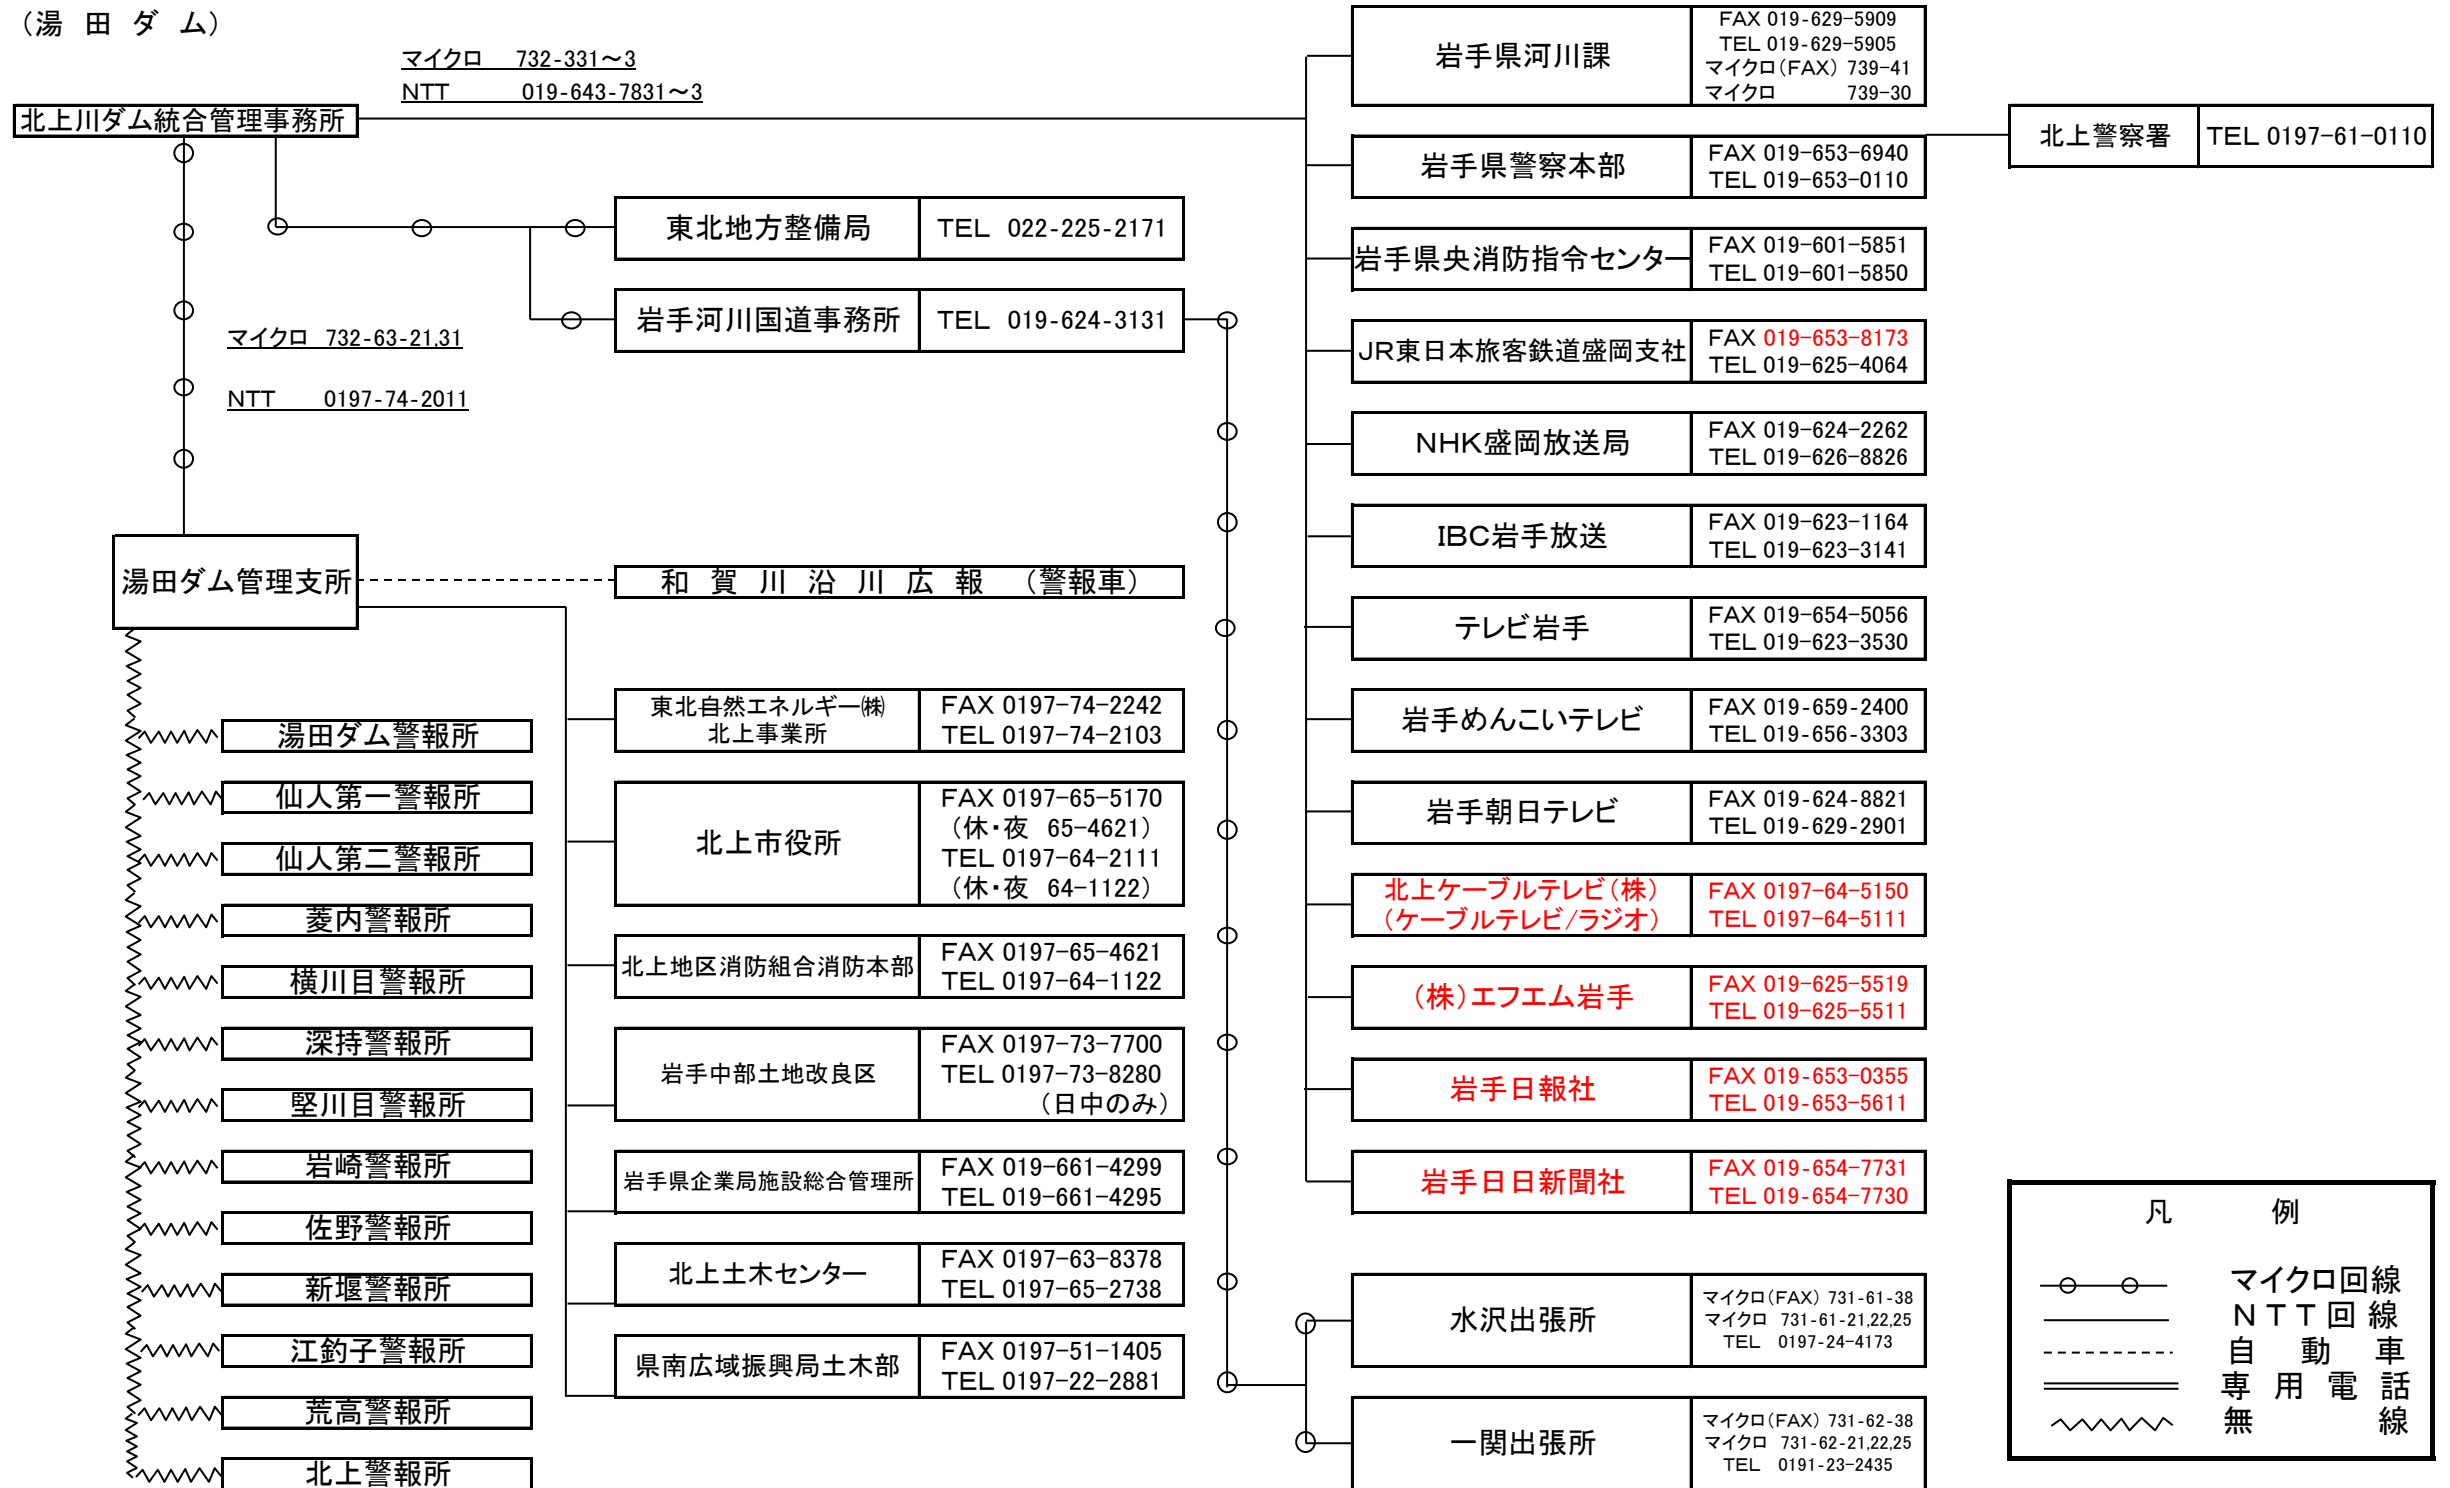 （湯　田　ダ　ム）
マイクロ　732-331～3
NTT　019-643-7831～3
北上川ダム統合管理事務所
東北地方整備局
TEL 022-225-2171
岩手河川国道事務所
TEL 019-624-3131
マイクロ　732-63-21,31
NTT　0197-74-2011
湯田ダム管理支所
和　賀　川　沿　川　広　報　（警報車）
湯田ダム警報所
仙人第一警報所
仙人第二警報所
菱内警報所
横川目警報所
深持警報所
堅川目警報所
岩崎警報所
佐野警報所
新堰警報所
江釣子警報所
荒高警報所
北上警報所
東北自然エネルギー㈱
北上事業所
FAX 0197-74-2242
TEL 0197-74-2103
北上市役所
FAX 0197-65-5170
（休・夜　65-4621）
TEL 0197-64-2111
（休・夜　64-1122）
北上地区消防組合消防本部
FAX 0197-65-4621
TEL 0197-64-1122
岩手中部土地改良区
FAX 0197-73-7700
TEL 0197-73-8280
（日中のみ）
岩手県企業局施設総合管理所
FAX 019-661-4299
TEL 019-661-4295
北上土木センター
FAX 0197-63-8378
TEL 0197-65-2738
県南広域振興局土木部
FAX 0197-51-1405
TEL 0197-22-2881
岩手県河川課
FAX 019-629-5909
TEL 019-629-5905
マイクロ（FAX）739-41
マイクロ　739-30
岩手県警察本部
FAX 019-653-6940
TEL 019-653-0110
北上警察署
TEL 0197-61-0110
岩手県央消防指令センター
FAX 019-601-5851
TEL 019-601-5850
JR東日本旅客鉄道盛岡支社
FAX 019-653-8173
TEL 019-625-4064
NHK盛岡放送局
FAX 019-624-2262
TEL 019-626-8826
IBC岩手放送
FAX 019-623-1164
TEL 019-623-3141
テレビ岩手
FAX 019-654-5056
TEL 019-623-3530
岩手めんこいテレビ
FAX 019-659-2400
TEL 019-656-3303
岩手朝日テレビ
FAX 019-624-8821
TEL 019-629-2901
北上ケーブルテレビ（株）
（ケーブルテレビ/ラジオ）
FAX 0197-64-5150
TEL 0197-64-5111
（株）エフエム岩手
FAX 019-625-5519
TEL 019-625-5511
岩手日報社
FAX 019-653-0355
TEL 019-653-5611
岩手日日新聞社
FAX 019-654-7731
TEL 019-654-7730
水沢出張所
マイクロ（FAX）731-61-38
マイクロ　731-61-21,22,25
TEL　0197-24-4173
一関出張所
マイクロ（FAX）731-62-38
マイクロ　731-62-21,22,25
TEL　0191-23-2435
凡　例
マイクロ回線
ＮＴＴ回線
自　動　車
専　用　電　話
無　線